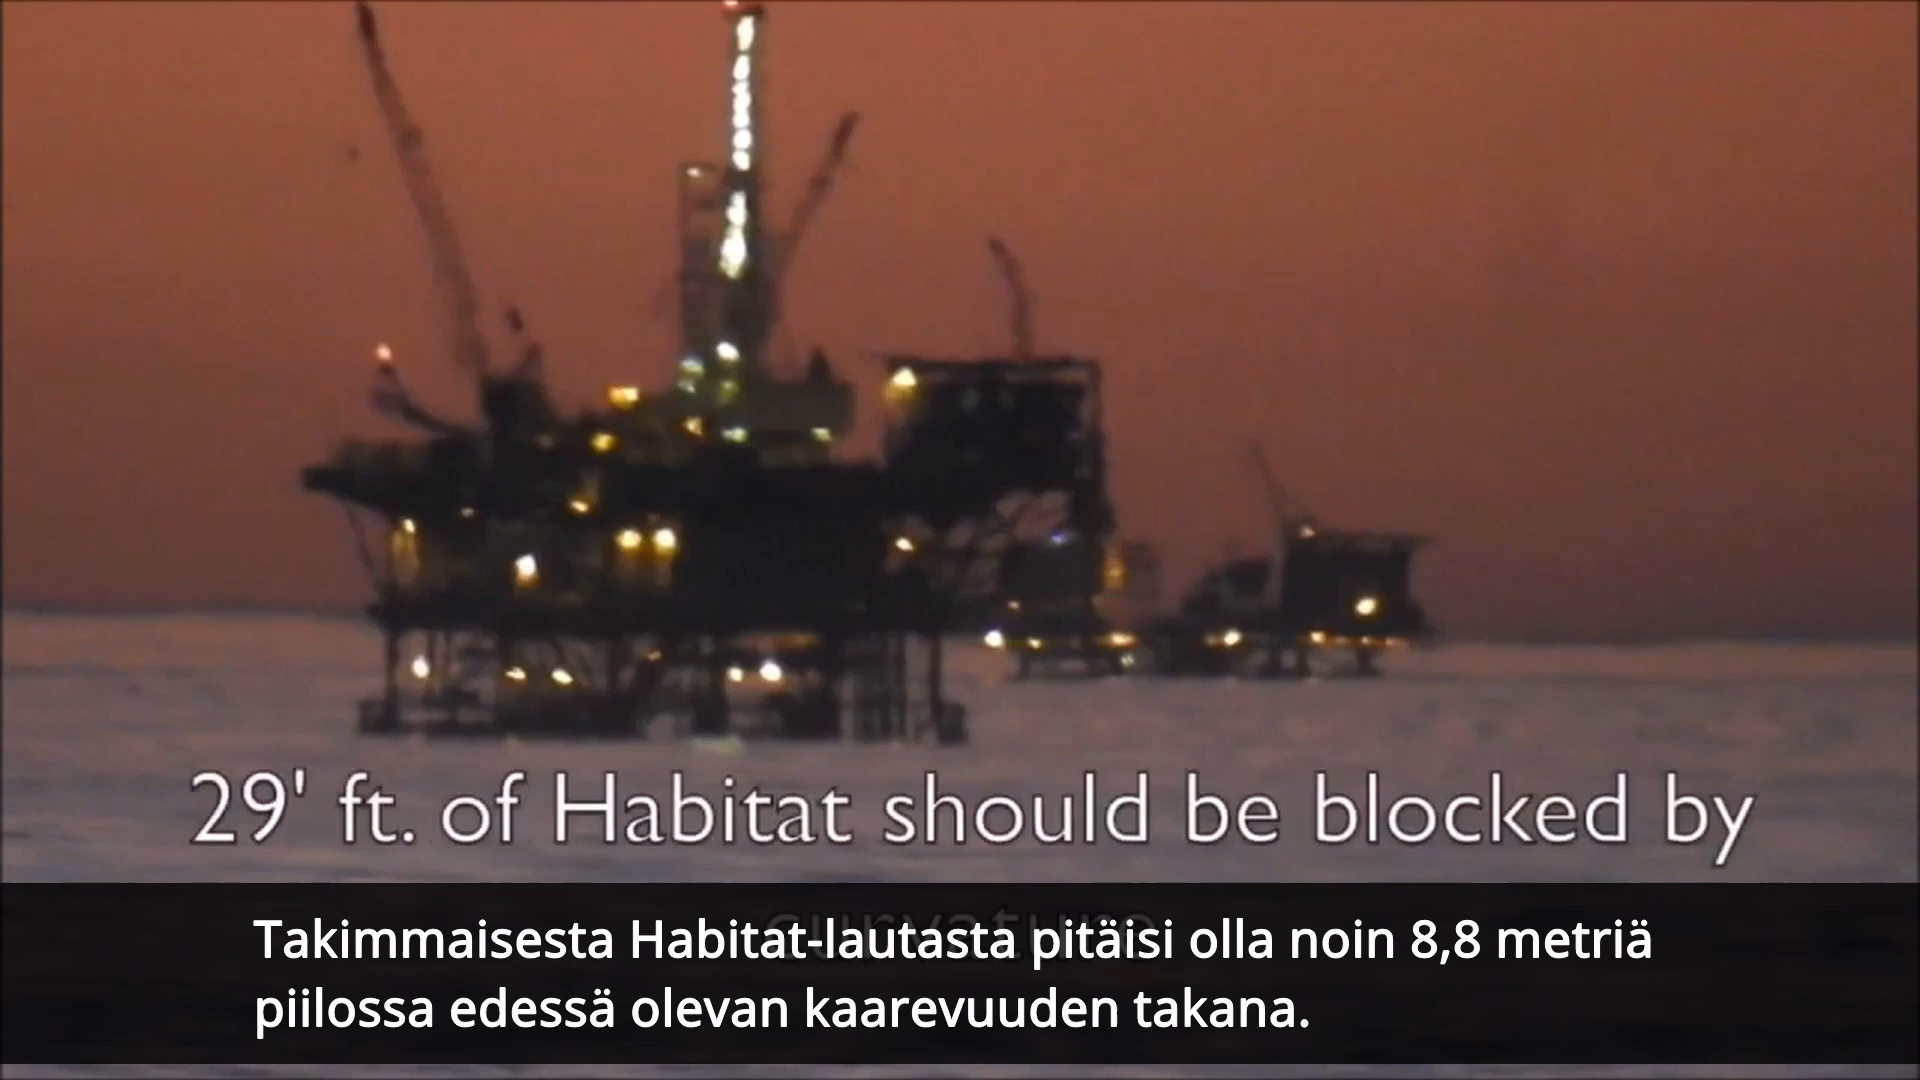 29' ft. of Habitat should be blocked by
curvature
Takimmaisesta Habitat-lautasta pitäisi olla noin 8,8 metriä
piilossa edessä olevan kaarevuuden takana.